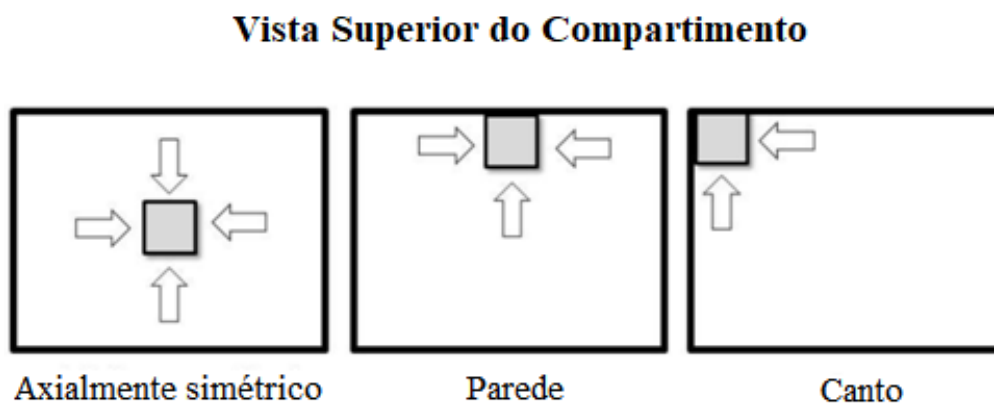 Vista Superior do Compartimento
Axialmente simétrico
Parede
Canto